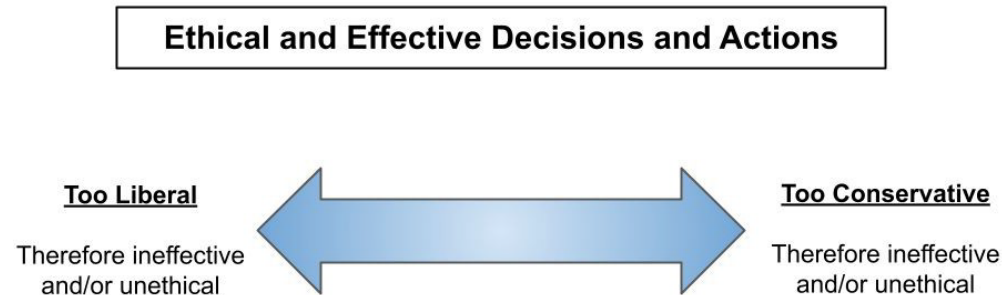 Ethical and Effective Decisions and Actions
Too Liberal
Therefore ineffective
and/or unethical
Too Conservative
Therefore ineffective
and/or unethical